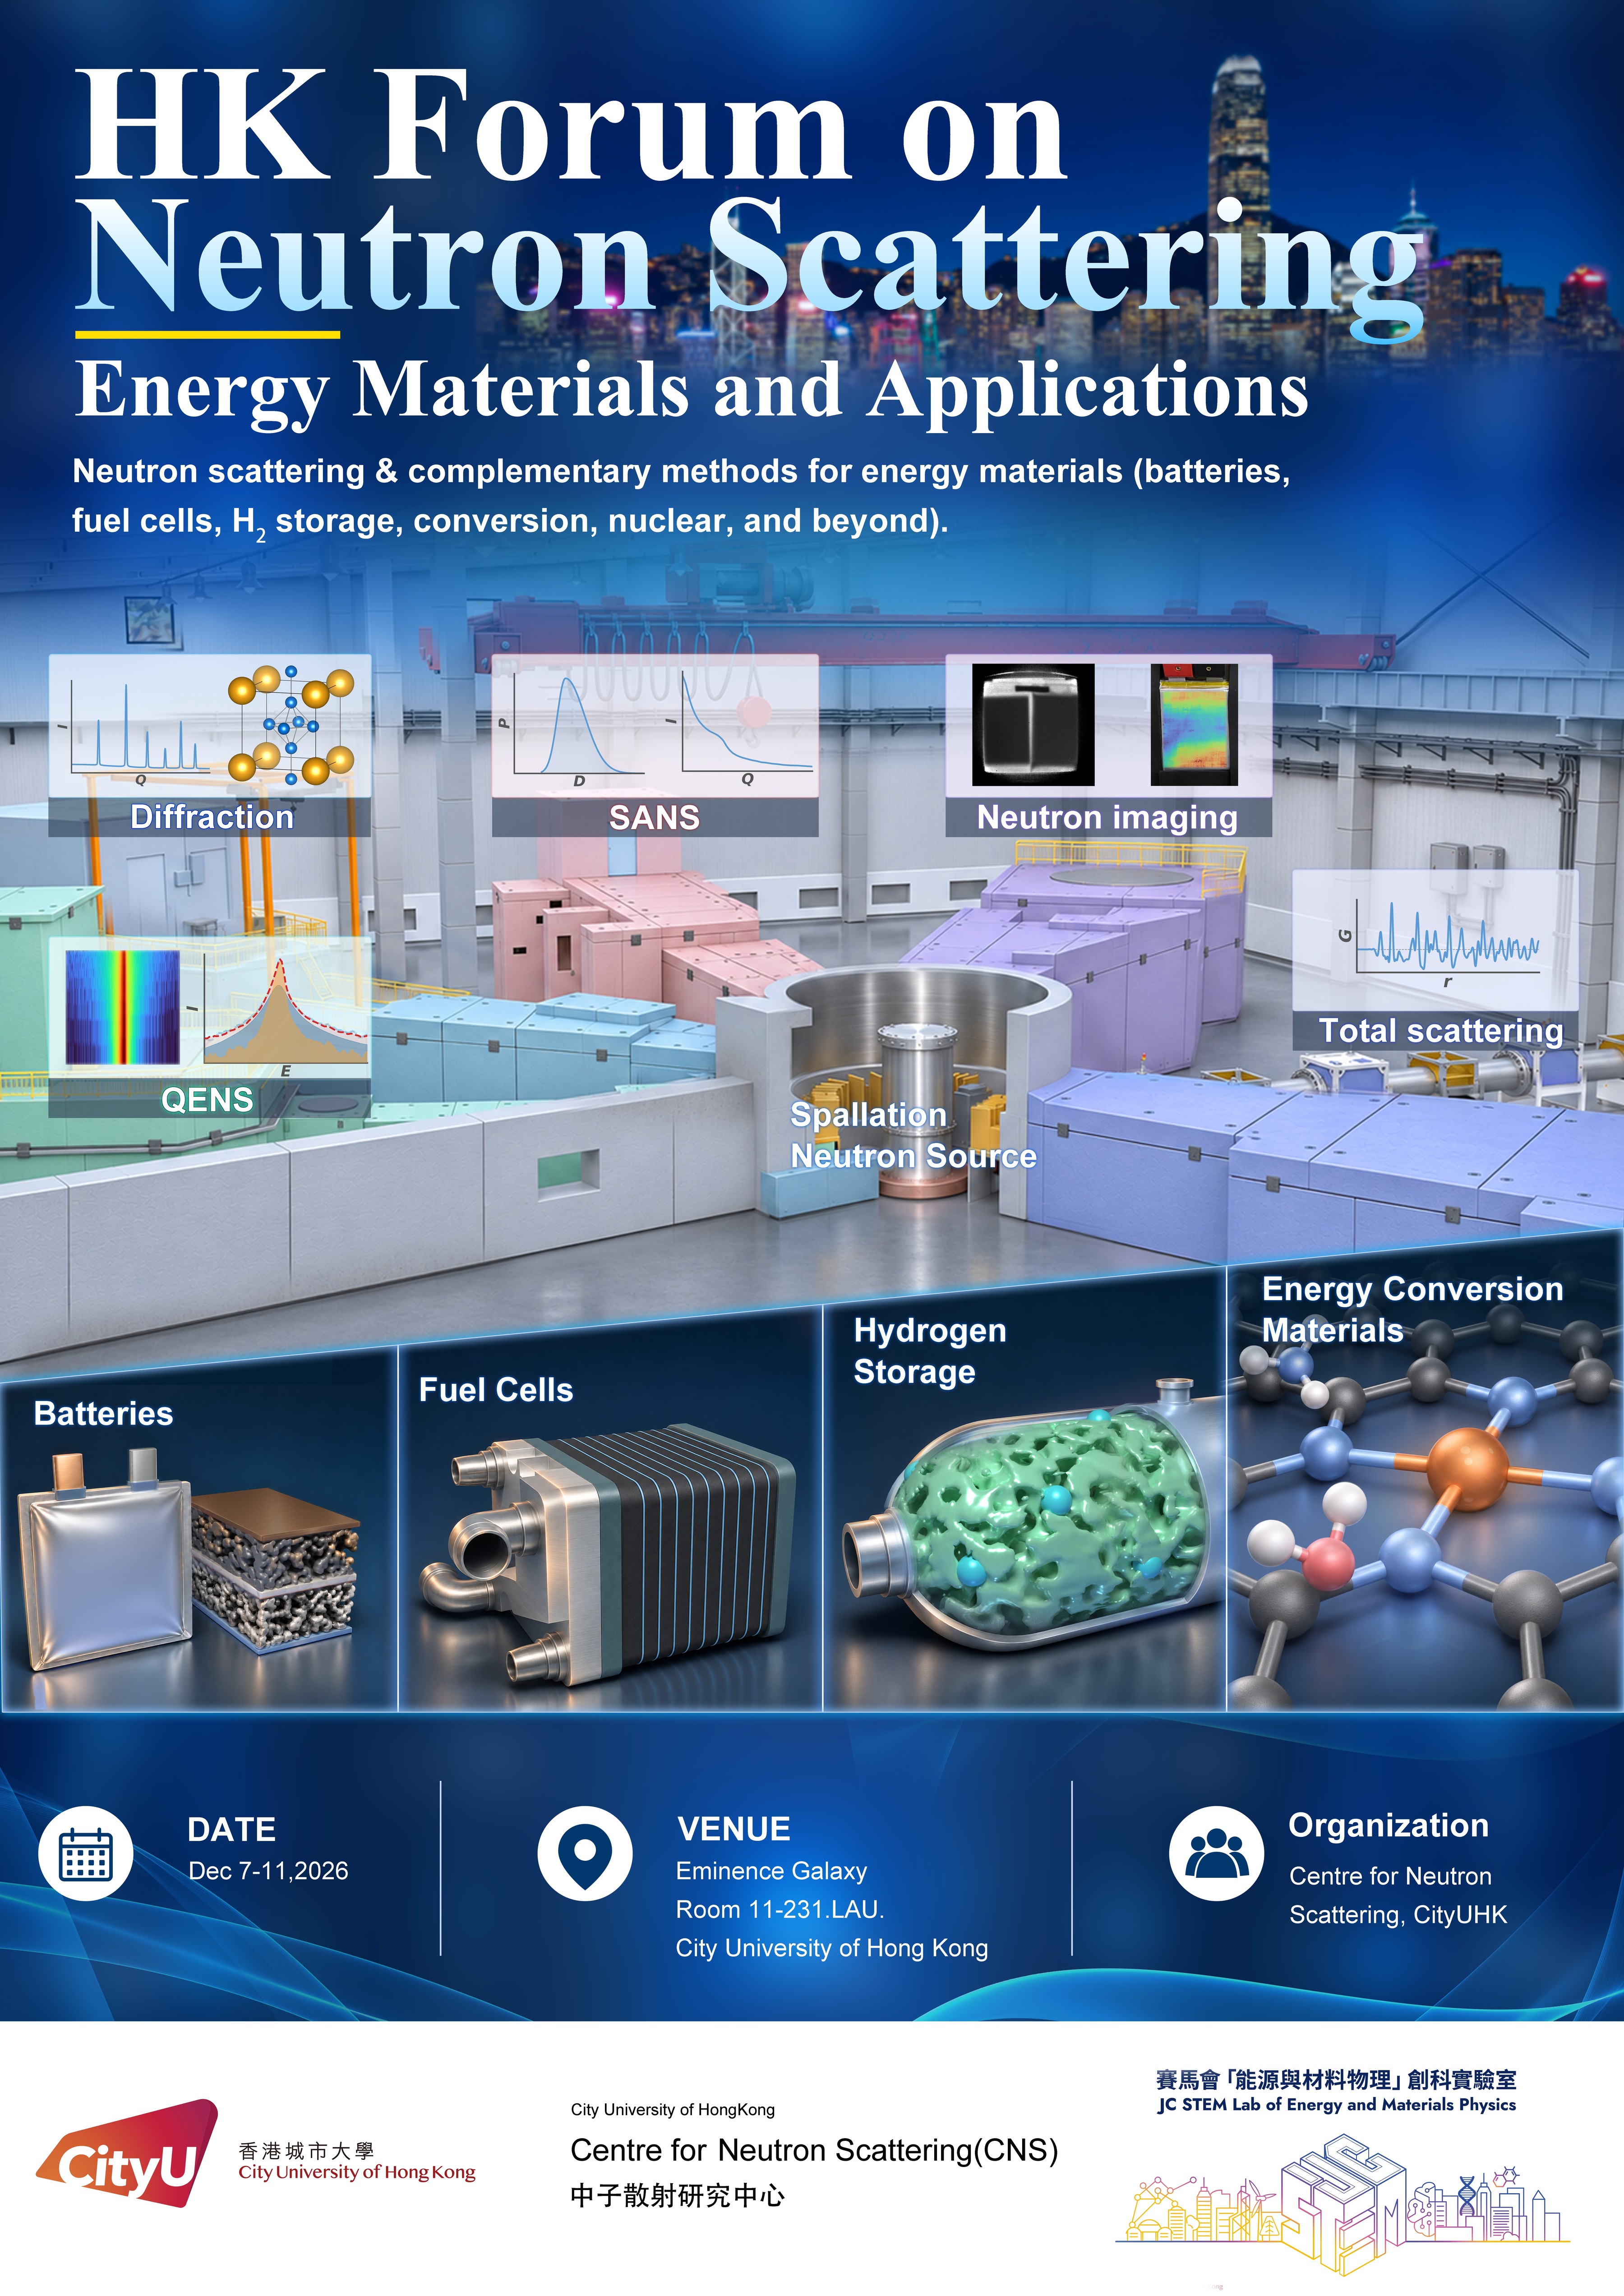 HK Forum on
Neutron Scattering
Energy Materials and Applications
Neutron scattering & complementary methods for energy materials (batteries,
fuel cells, H₂ storage, conversion, nuclear, and beyond).
I
Q
Diffraction
P
D
I
Q
SANS
Neutron imaging
G
r
Total scattering
I
E
QENS
Spallation
Neutron Source
Batteries
Fuel Cells
Hydrogen
Storage
Energy Conversion
Materials
DATE
Dec 7-11,2026
VENUE
Eminence Galaxy
Room 11-231.LAU.
City University of Hong Kong
Organization
Centre for Neutron
Scattering, CityUHK
CityU
香港城市大學
City University of Hong Kong
City University of HongKong
Centre for Neutron Scattering(CNS)
中子散射研究中心
賽馬會「能源與材料物理」創科實驗室
JC STEM Lab of Energy and Materials Physics
JC
STEM